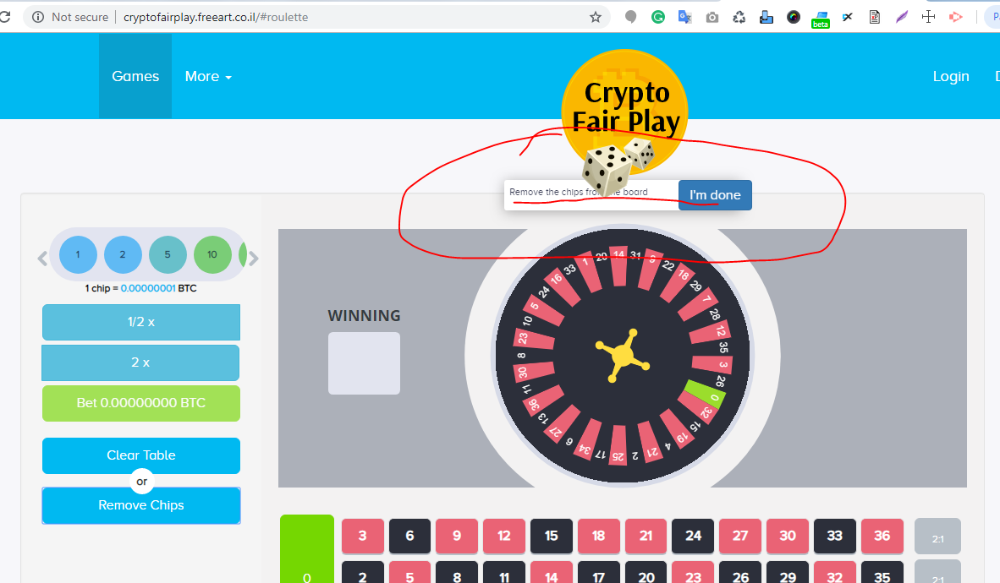 Not secure
cryptofairplay.freeart.co.il/#roulette
beta
Games
More
Login
Crypto
Fair Play
Remove the chips from the board
I'm done
1
2
5
10
1 chip = 0.00000001 BTC
1/2 x
2 x
Bet 0.00000000 BTC
Clear Table
or
Remove Chips
WINNING
0 32 15 19 4 21 2 25 17 34 6 27 13 36 11 30 8 23 10 5 24 16 33 1 20 14 31 9 22 18 29 7 28 12 35 3 26
3 6 9 12 15 18 21 24 27 30 33 36 2:1
0 2 5 8 11 14 17 20 23 26 29 32 35 2:1